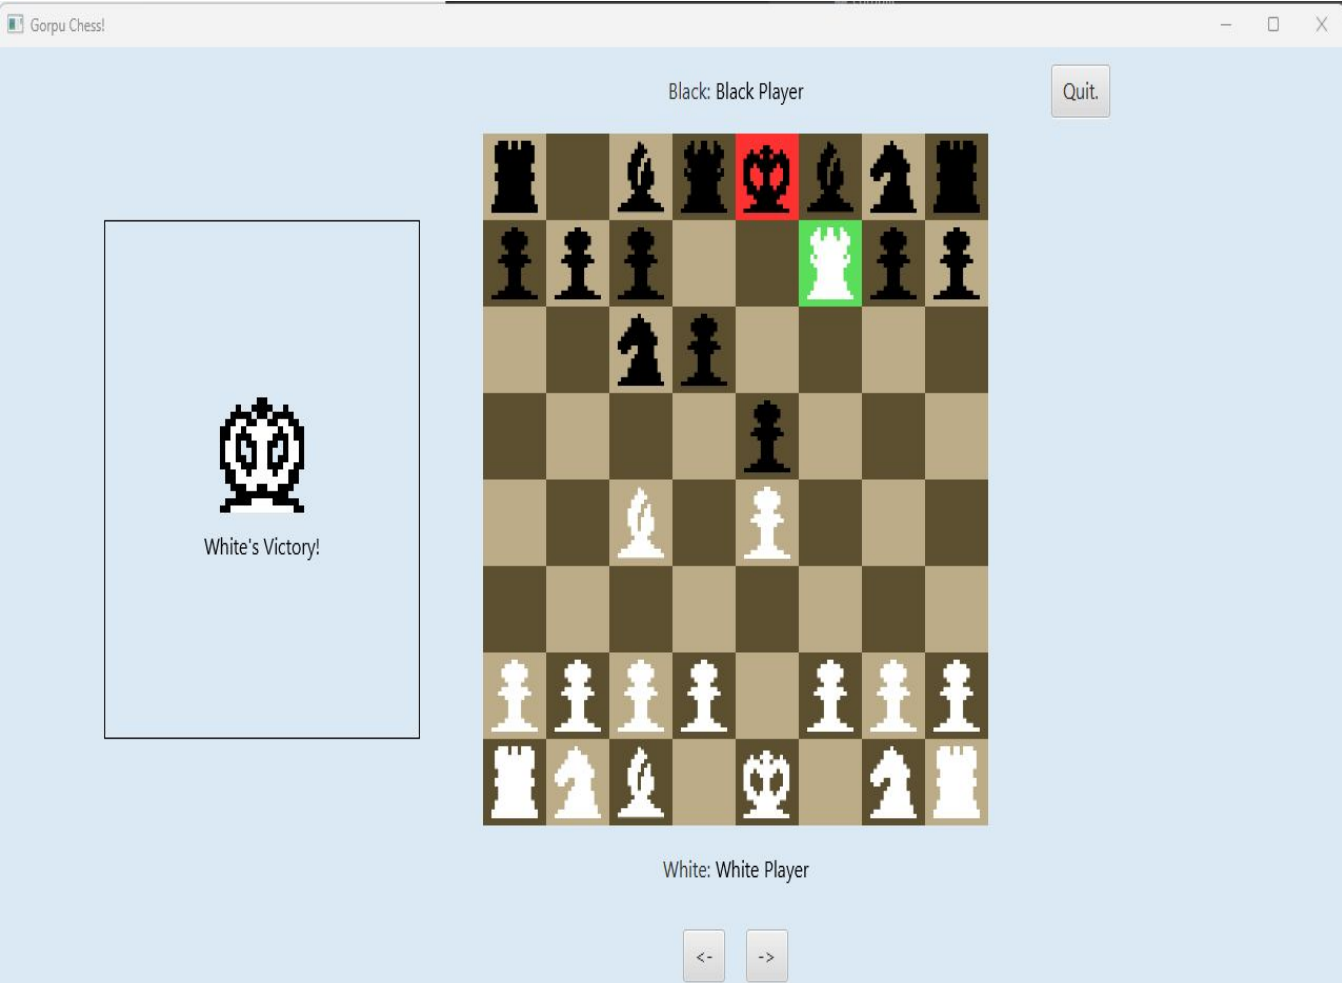 Gorpu Chess!
Black: Black Player
Quit.
White's Victory!
White: White Player
<- ->